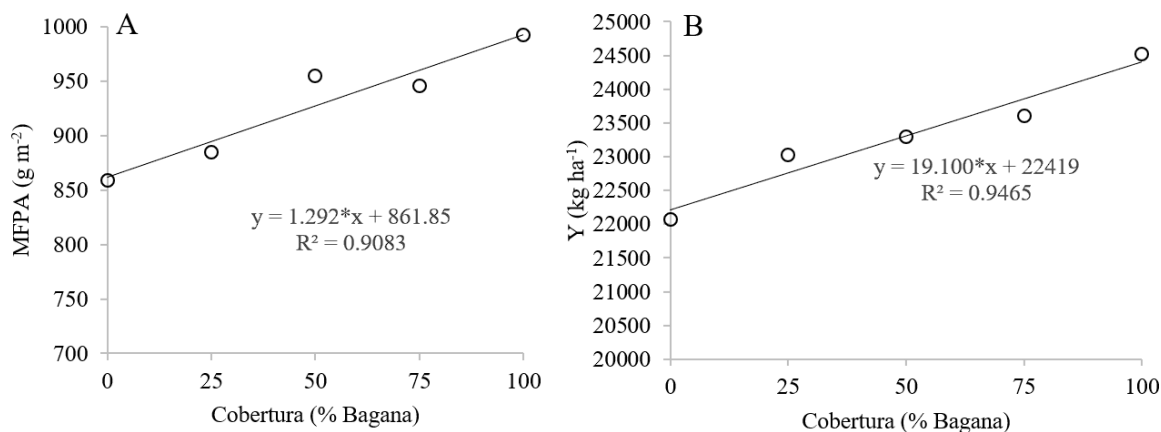 A
1000
950
900
850
800
750
700
MFPA (g m⁻²)
y = 1.292*x + 861.85
R² = 0.9083
0 25 50 75 100
Cobertura (% Bagana)
B
25000
24500
24000
23500
23000
22500
22000
21500
21000
20500
20000
Y (kg ha⁻¹)
y = 19.100*x + 22419
R² = 0.9465
0 25 50 75 100
Cobertura (% Bagana)